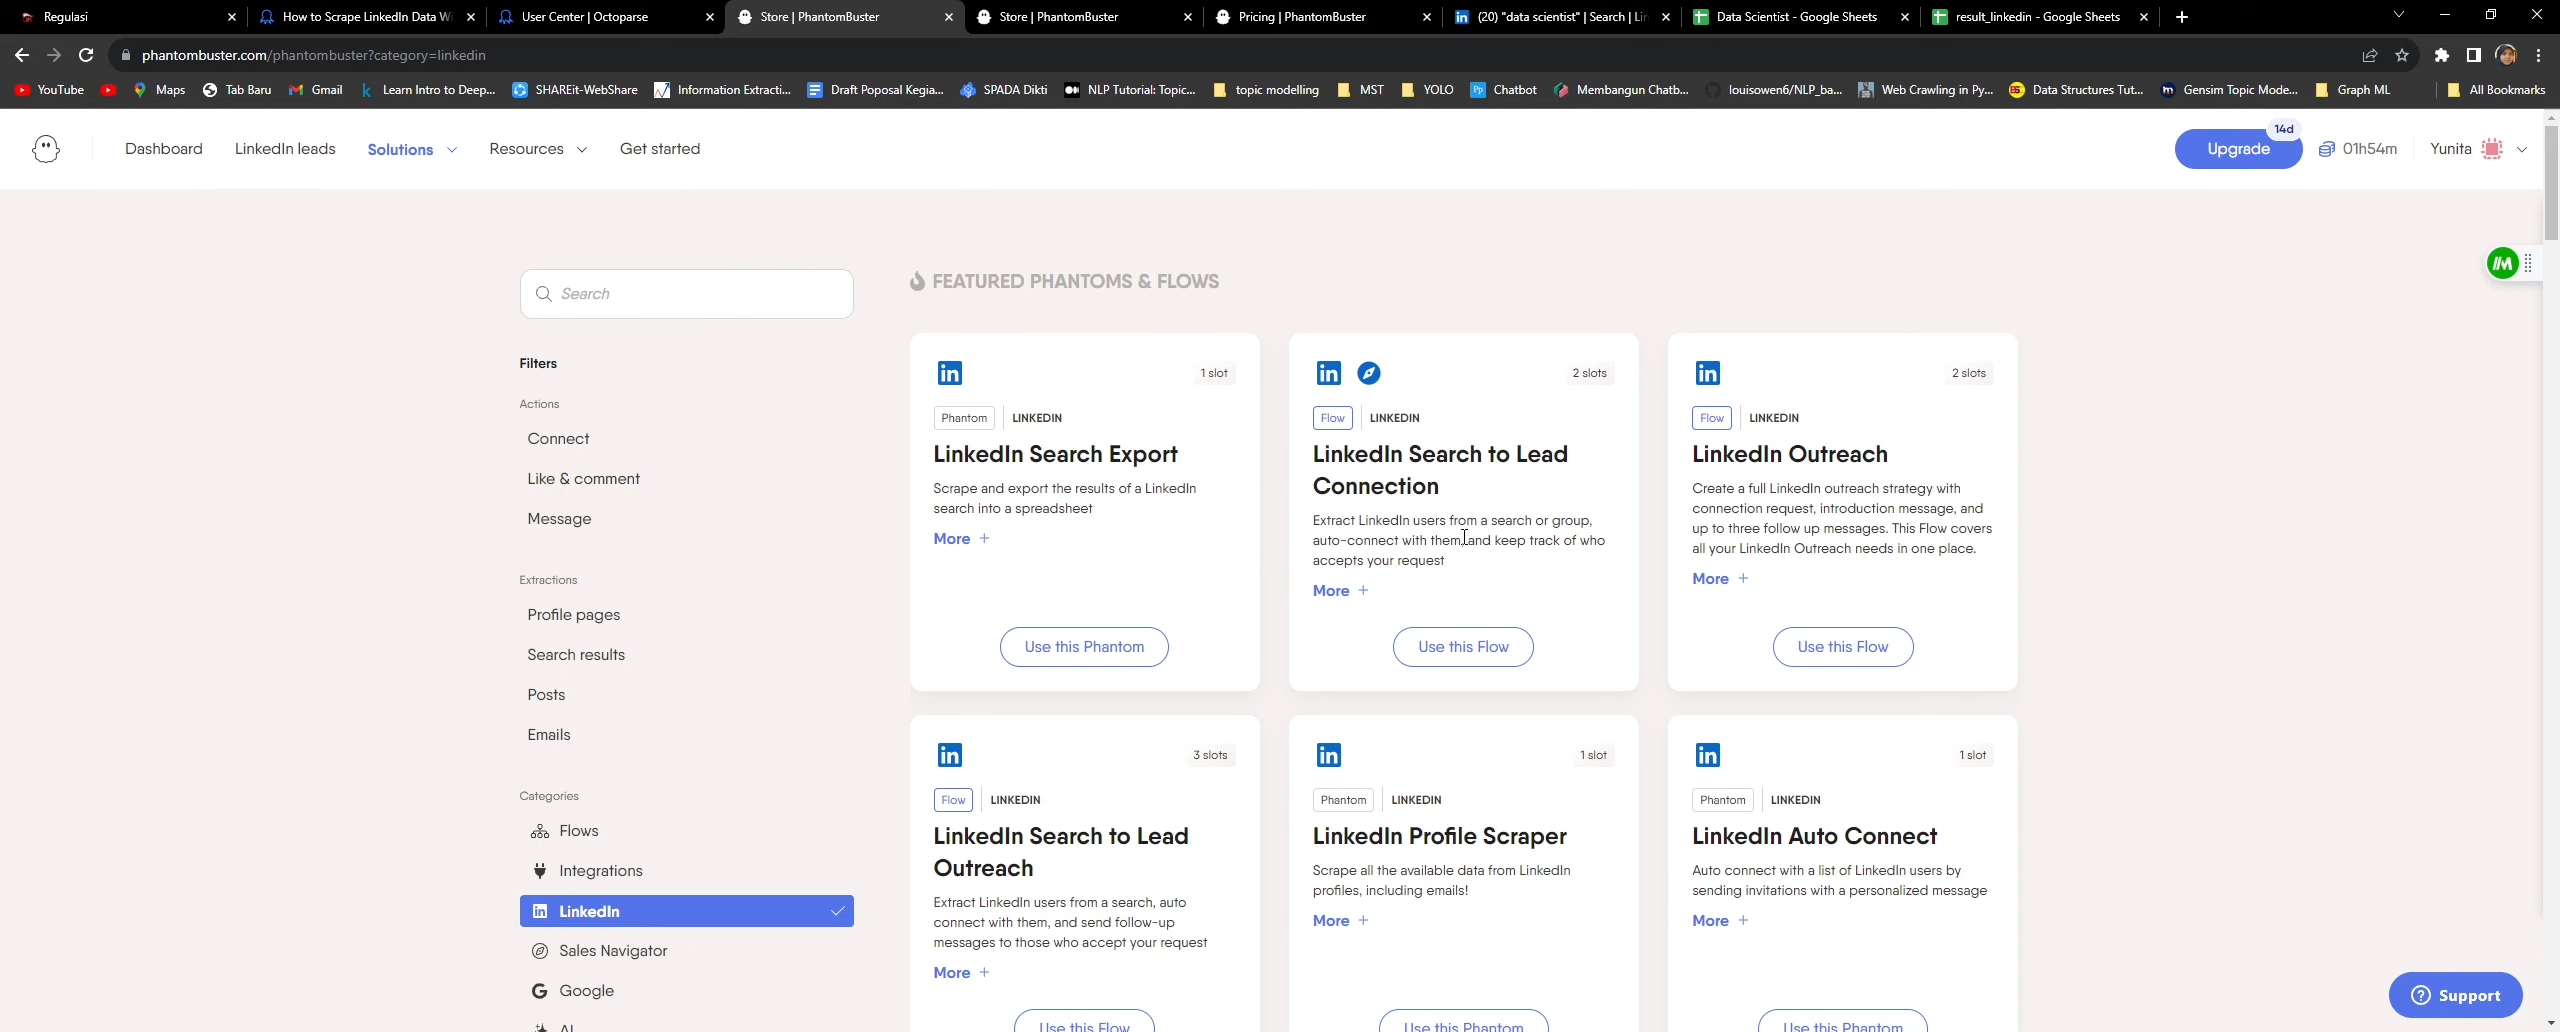 Regulasi
How to Scrape LinkedIn Data Wi
User Center | Octoparse
Store | PhantomBuster
Store | PhantomBuster
Pricing | PhantomBuster
(20) "data scientist" | Search | Lin
Data Scientist - Google Sheets
result_linkedin - Google Sheets
phantombuster.com/phantombuster?category=linkedin
YouTube
Maps
Tab Baru
Gmail
Learn Intro to Deep...
SHAREit-WebShare
Information Extracti...
Draft Poposal Kegia...
SPADA Dikti
NLP Tutorial: Topic...
topic modelling
MST
YOLO
Chatbot
Membangun Chatb...
louisowen6/NLP_ba...
Web Crawling in Py...
Data Structures Tut...
Gensim Topic Mode...
Graph ML
All Bookmarks
Dashboard
LinkedIn leads
Solutions
Resources
Get started
14d
Upgrade
01h54m
Yunita
Search
Filters
Actions
Connect
Like & comment
Message
Extractions
Profile pages
Search results
Posts
Emails
Categories
Flows
Integrations
LinkedIn
Sales Navigator
Google
AI
FEATURED PHANTOMS & FLOWS
1 slot
Phantom
LINKEDIN
LinkedIn Search Export
Scrape and export the results of a LinkedIn
search into a spreadsheet
More +
Use this Phantom
2 slots
Flow
LINKEDIN
LinkedIn Search to Lead
Connection
Extract LinkedIn users from a search or group,
auto-connect with them, and keep track of who
accepts your request
More +
Use this Flow
2 slots
Flow
LINKEDIN
LinkedIn Outreach
Create a full LinkedIn outreach strategy with
connection request, introduction message, and
up to three follow up messages. This Flow covers
all your LinkedIn Outreach needs in one place.
More +
Use this Flow
3 slots
Flow
LINKEDIN
LinkedIn Search to Lead
Outreach
Extract LinkedIn users from a search, auto
connect with them, and send follow-up
messages to those who accept your request
More +
Use this Flow
1 slot
Phantom
LINKEDIN
LinkedIn Profile Scraper
Scrape all the available data from LinkedIn
profiles, including emails!
More +
Use this Phantom
1 slot
Phantom
LINKEDIN
LinkedIn Auto Connect
Auto connect with a list of LinkedIn users by
sending invitations with a personalized message
More +
Use this Phantom
Support